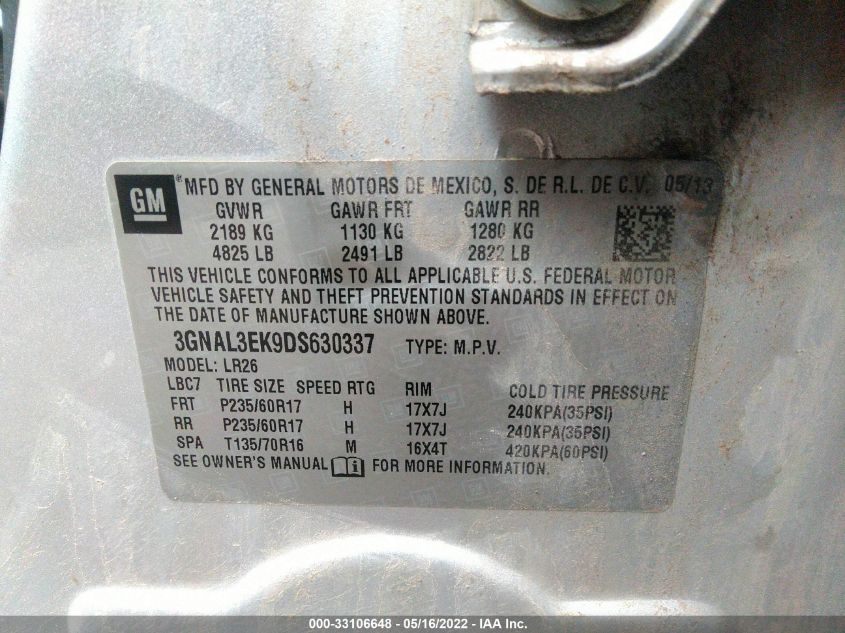 GM ® MFD BY GENERAL MOTORS DE MEXICO, S. DE R.L. DE C.V. 05/13
GVWR GAWR FRT GAWR RR
2189 KG 1130 KG 1280 KG
4825 LB 2491 LB 2822 LB
THIS VEHICLE CONFORMS TO ALL APPLICABLE U.S. FEDERAL MOTOR
VEHICLE SAFETY AND THEFT PREVENTION STANDARDS IN EFFECT ON
THE DATE OF MANUFACTURE SHOWN ABOVE.
3GNAL3EK9DS630337 TYPE: M.P.V.
MODEL: LR26
LBC7 TIRE SIZE SPEED RTG RIM COLD TIRE PRESSURE
FRT P235/60R17 H 17X7J 240KPA(35PSI)
RR P235/60R17 H 17X7J 240KPA(35PSI)
SPA T135/70R16 M 16X4T 420KPA(60PSI)
SEE OWNER'S MANUAL i FOR MORE INFORMATION.
000-33106648 - 05/16/2022 - IAA Inc.